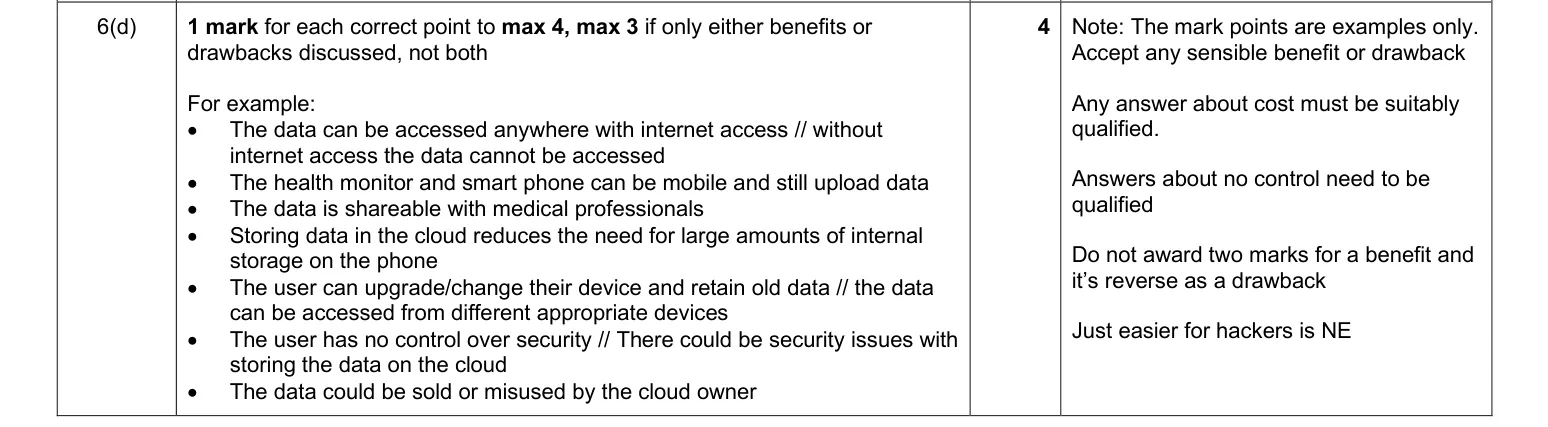 6(d)
1 mark for each correct point to max 4, max 3 if only either benefits or
drawbacks discussed, not both
For example:
• The data can be accessed anywhere with internet access // without
internet access the data cannot be accessed
• The health monitor and smart phone can be mobile and still upload data
• The data is shareable with medical professionals
• Storing data in the cloud reduces the need for large amounts of internal
storage on the phone
• The user can upgrade/change their device and retain old data // the data
can be accessed from different appropriate devices
• The user has no control over security // There could be security issues with
storing the data on the cloud
• The data could be sold or misused by the cloud owner
4
Note: The mark points are examples only.
Accept any sensible benefit or drawback
Any answer about cost must be suitably
qualified.
Answers about no control need to be
qualified
Do not award two marks for a benefit and
it’s reverse as a drawback
Just easier for hackers is NE